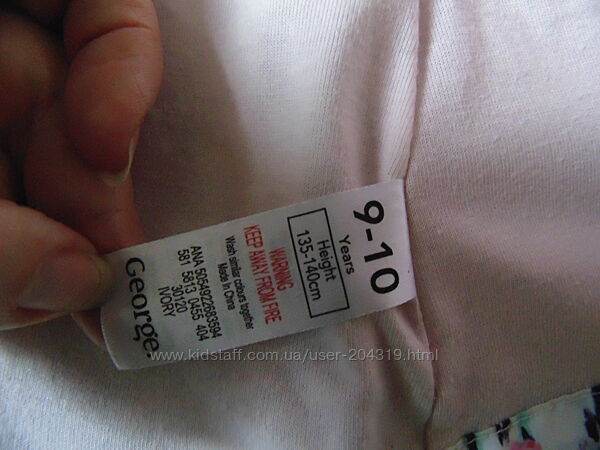 9-10
Years
Height
135-140cm
WARNING
KEEP AWAY FROM FIRE
Wash similar colours together
Made In China
ANA 5054922683594
581 5813 0455 404
30120
IVORY
George
www.kidstaff.com.ua/user-204319.html